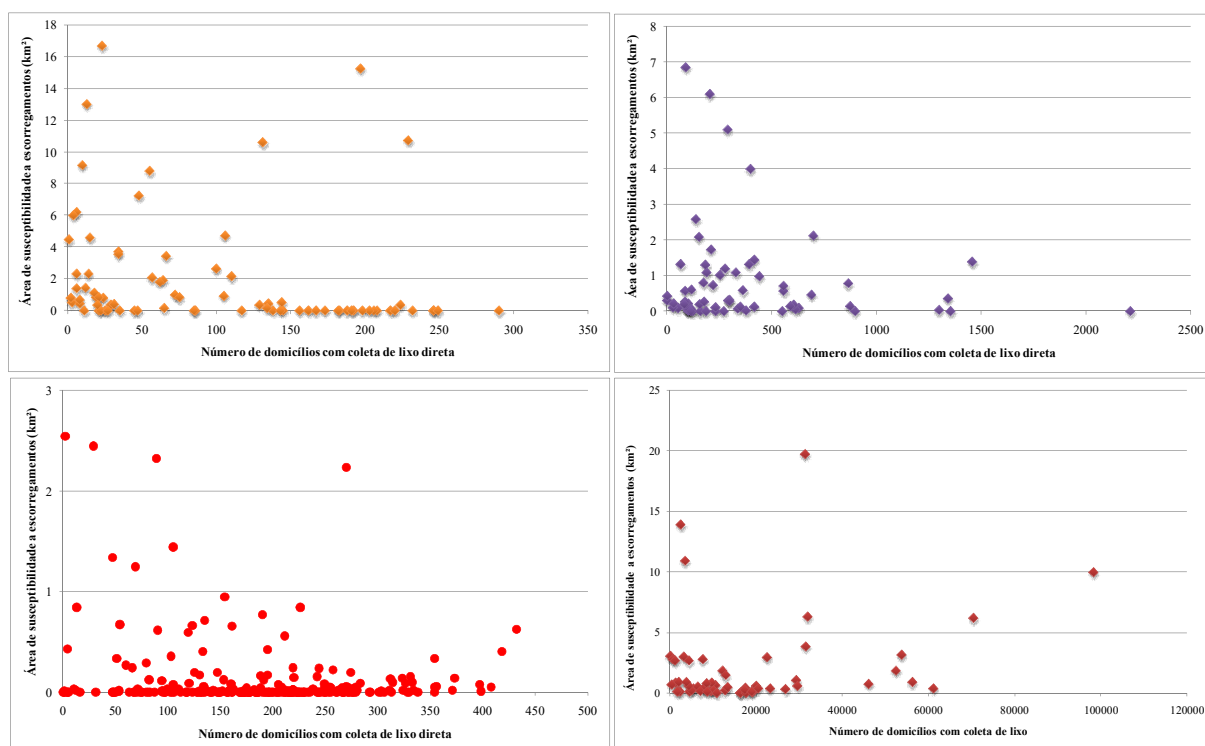 Área de susceptibilidade a escorregamentos (km²)
18
16
14
12
10
8
6
4
2
0
0 50 100 150 200 250 300 350
Número de domicílios com coleta de lixo direta
Áea de susceptibilidade a escorregamentos (km²)
8
7
6
5
4
3
2
1
0
0 500 1000 1500 2000 2500
Número de domicílios com coleta de lixo direta
Área de susceptibilidade a escorregamentos (km²)
3
2
1
0
0 50 100 150 200 250 300 350 400 450 500
Número de domicílios com coleta de lixo direta
Área de susceptibilidade a escorregamentos (km²)
25
20
15
10
5
0
0 20000 40000 60000 80000 100000 120000
Número de domicílios com coleta de lixo